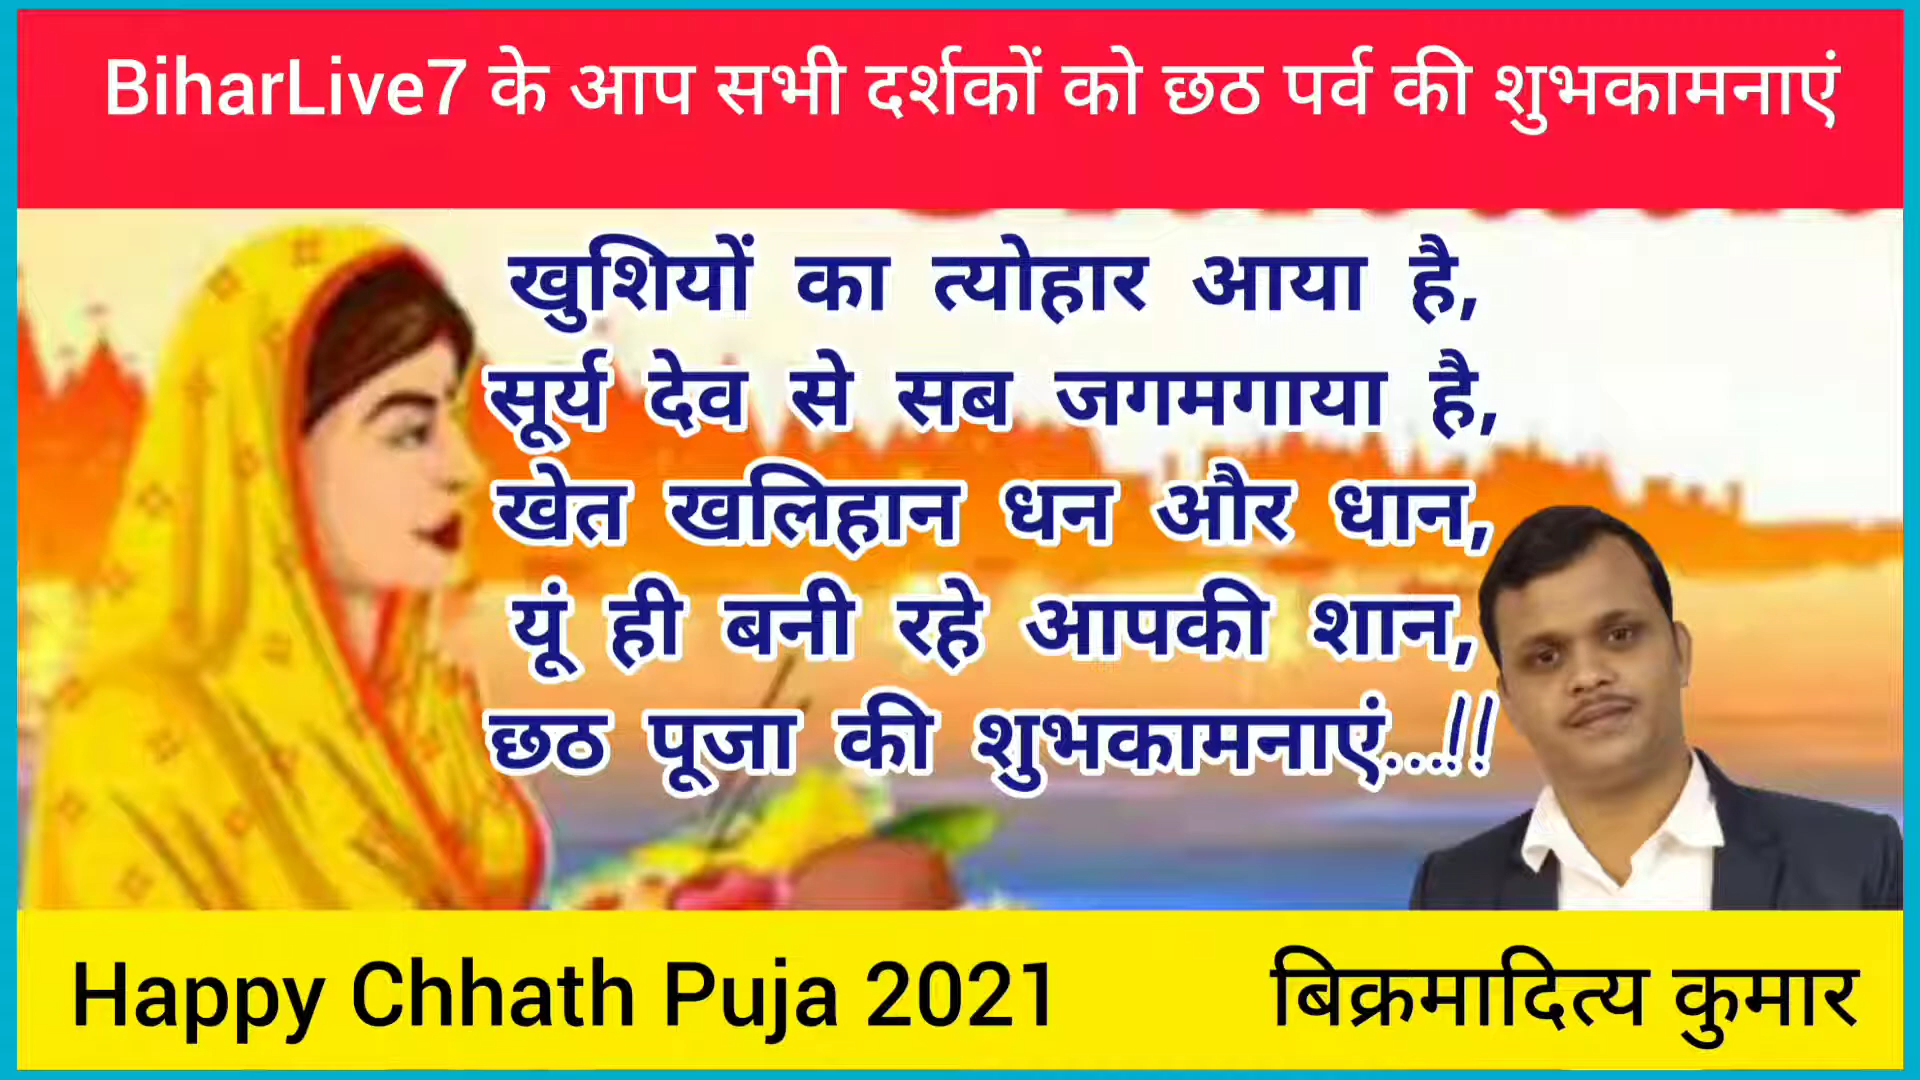 BiharLive7 के आप सभी दर्शकों को छठ पर्व की शुभकामनाएं
खुशियों का त्योहार आया है,
सूर्य देव से सब जगमगाया है,
खेत खलिहान धन और धान,
यूं ही बनी रहे आपकी शान,
छठ पूजा की शुभकामनाएं...!!
Happy Chhath Puja 2021
बिक्रमादित्य कुमार